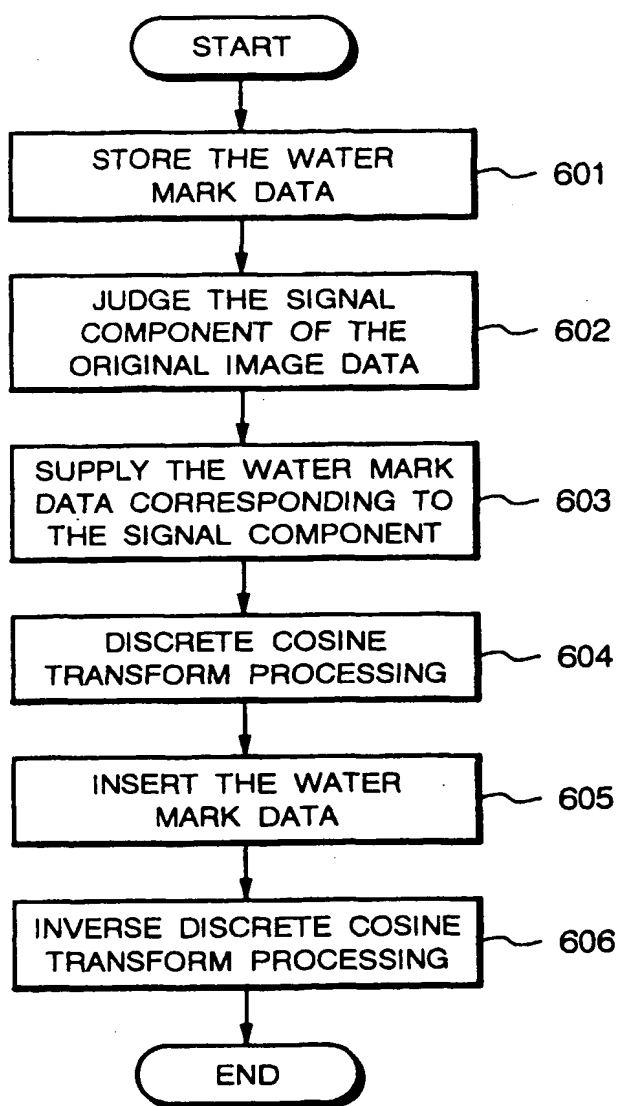 START
STORE THE WATER
MARK DATA
601
JUDGE THE SIGNAL
COMPONENT OF THE
ORIGINAL IMAGE DATA
602
SUPPLY THE WATER MARK
DATA CORRESPONDING TO
THE SIGNAL COMPONENT
603
DISCRETE COSINE
TRANSFORM PROCESSING
604
INSERT THE WATER
MARK DATA
605
INVERSE DISCRETE COSINE
TRANSFORM PROCESSING
606
END